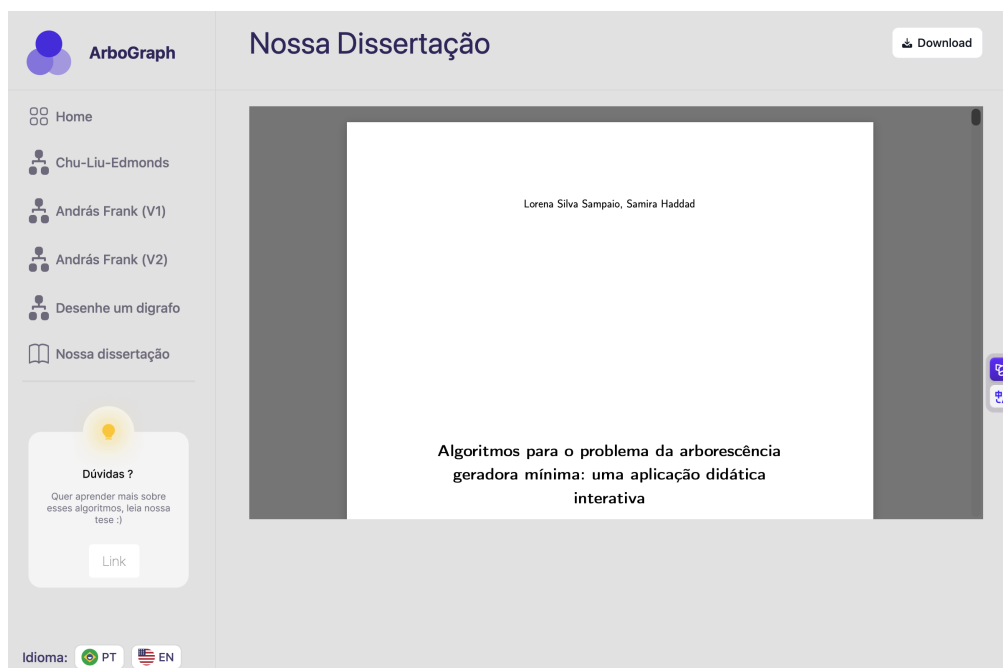 ArboGraph
Nossa Dissertação
Download
Home
Chu-Liu-Edmonds
András Frank (V1)
András Frank (V2)
Desenhe um digrafo
Nossa dissertação
Dúvidas ?
Quer aprender mais sobre
esses algoritmos, leia nossa
tese :)
Link
Idioma: PT EN
Lorena Silva Sampaio, Samira Haddad
Algoritmos para o problema da arborescência
geradora mínima: uma aplicação didática
interativa